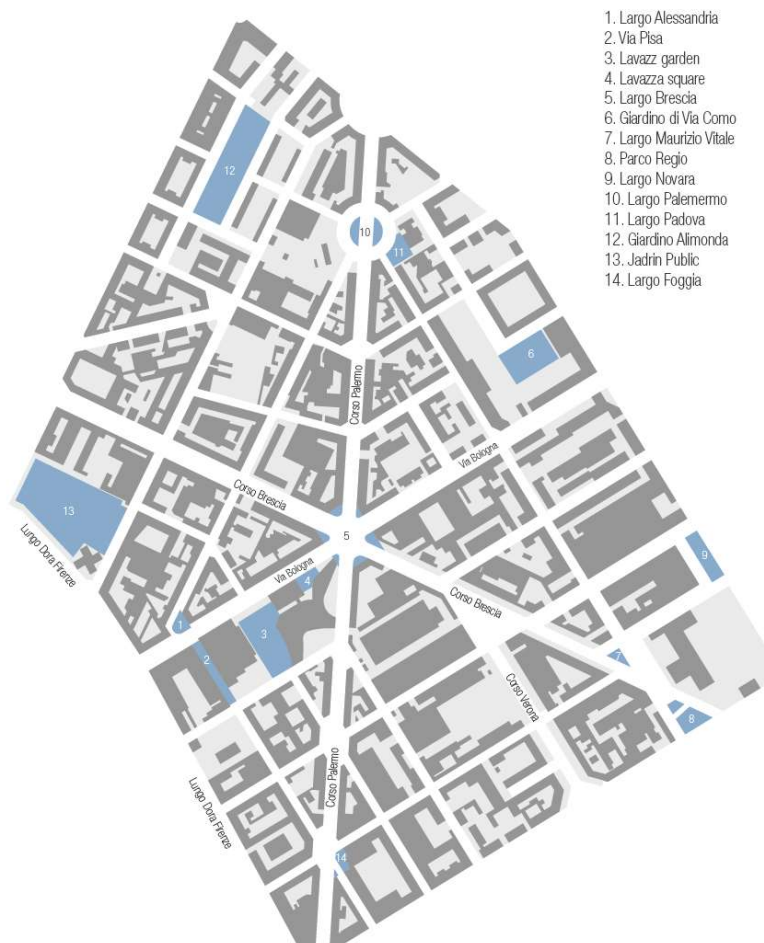 1. Largo Alessandria
2. Via Pisa
3. Lavazz garden
4. Lavazza square
5. Largo Brescia
6. Giardino di Via Como
7. Largo Maurizio Vitale
8. Parco Regio
9. Largo Novara
10. Largo Palemermo
11. Largo Padova
12. Giardino Alimonda
13. Jadrin Public
14. Largo Foggia
12
10
11
6
Corso Palermo
Via Bologna
Corso Brescia
13
5
9
Lungo Dora Firenze
Via Bologna
4
Corso Brescia
1
3
2
7
Corso Verona
8
Corso Palermo
Lungo Dora Firenze
14